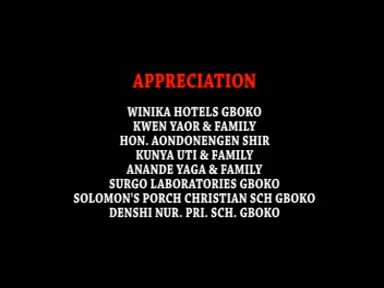 APPRECIATION
WINIKA HOTELS GBOKO
KWEN YAOR & FAMILY
HON. AONDONENGEN SHIR
KUNYA UTI & FAMILY
ANANDE YAGA & FAMILY
SURGO LABORATORIES GBOKO
SOLOMON'S PORCH CHRISTIAN SCH GBOKO
DENSHI NUR. PRI. SCH. GBOKO